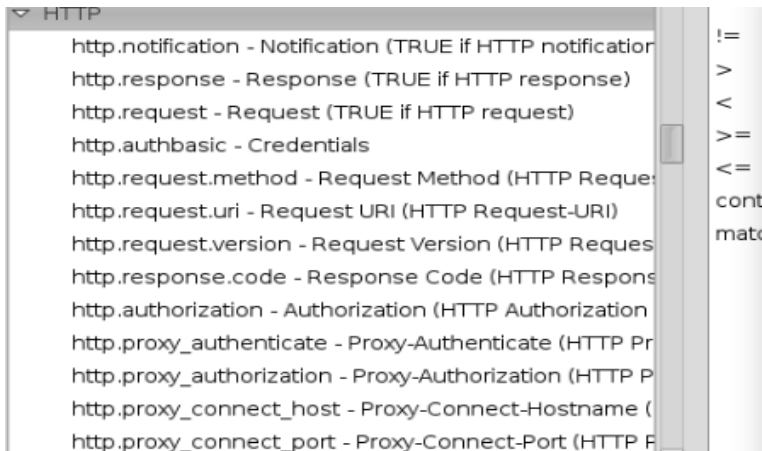 HTTP
http.notification - Notification (TRUE if HTTP notification
http.response - Response (TRUE if HTTP response)
http.request - Request (TRUE if HTTP request)
http.authbasic - Credentials
http.request.method - Request Method (HTTP Reques
http.request.uri - Request URI (HTTP Request-URI)
http.request.version - Request Version (HTTP Reques
http.response.code - Response Code (HTTP Respons
http.authorization - Authorization (HTTP Authorization
http.proxy_authenticate - Proxy-Authenticate (HTTP Pr
http.proxy_authorization - Proxy-Authorization (HTTP P
http.proxy_connect_host - Proxy-Connect-Hostname (
http.proxy_connect_port - Proxy-Connect-Port (HTTP P
!=
>
<
>=
<=
cont
matc